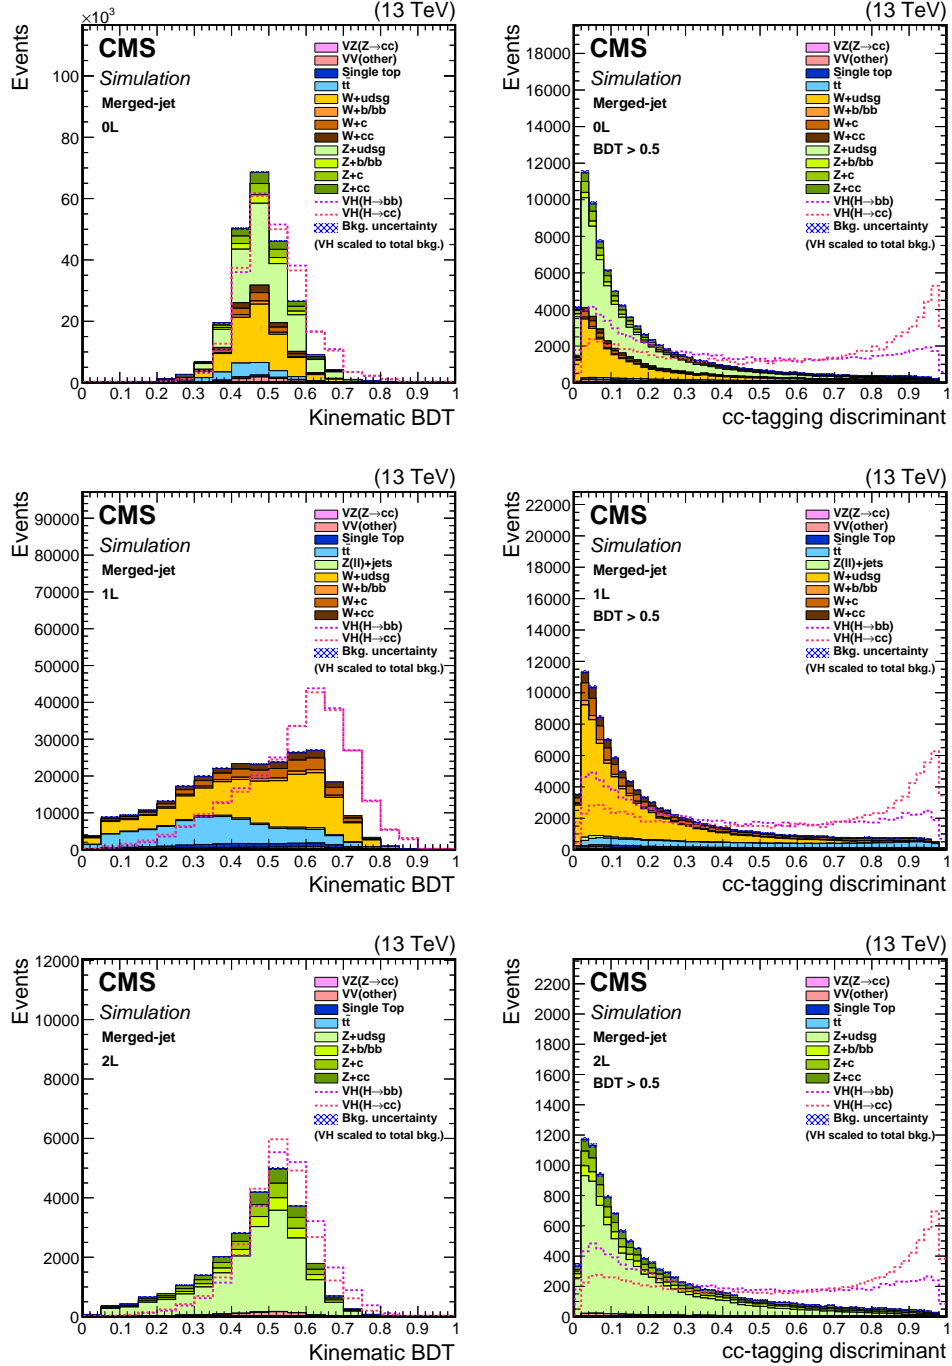 ×10³ (13 TeV)
Events
CMS
Simulation
Merged-jet
0L
VZ(Z→cc)
VV(other)
Single top
tt
W+udsg
W+b/bb
W+c
W+cc
Z+udsg
Z+b/bb
Z+c
Z+cc
VH(H→bb)
VH(H→cc)
Bkg. uncertainty
(VH scaled to total bkg.)
100
80
60
40
20
0
0 0.1 0.2 0.3 0.4 0.5 0.6 0.7 0.8 0.9 1
Kinematic BDT
(13 TeV)
Events
CMS
Simulation
Merged-jet
0L
BDT > 0.5
VZ(Z→cc)
VV(other)
Single top
tt
W+udsg
W+b/bb
W+c
W+cc
Z+udsg
Z+b/bb
Z+c
Z+cc
VH(H→bb)
VH(H→cc)
Bkg. uncertainty
(VH scaled to total bkg.)
18000
16000
14000
12000
10000
8000
6000
4000
2000
0
0 0.1 0.2 0.3 0.4 0.5 0.6 0.7 0.8 0.9 1
cc-tagging discriminant
(13 TeV)
Events
CMS
Simulation
Merged-jet
1L
VZ(Z→cc)
VV(other)
Single Top
tt
Z(ll)+jets
W+udsg
W+b/bb
W+c
W+cc
VH(H→bb)
VH(H→cc)
Bkg. uncertainty
(VH scaled to total bkg.)
90000
80000
70000
60000
50000
40000
30000
20000
10000
0
0 0.1 0.2 0.3 0.4 0.5 0.6 0.7 0.8 0.9 1
Kinematic BDT
(13 TeV)
Events
CMS
Simulation
Merged-jet
1L
BDT > 0.5
VZ(Z→cc)
VV(other)
Single Top
tt
Z(ll)+jets
W+udsg
W+b/bb
W+c
W+cc
VH(H→bb)
VH(H→cc)
Bkg. uncertainty
(VH scaled to total bkg.)
22000
20000
18000
16000
14000
12000
10000
8000
6000
4000
2000
0
0 0.1 0.2 0.3 0.4 0.5 0.6 0.7 0.8 0.9 1
cc-tagging discriminant
(13 TeV)
Events
CMS
Simulation
Merged-jet
2L
VZ(Z→cc)
VV(other)
Single Top
tt
Z+udsg
Z+b/bb
Z+c
Z+cc
VH(H→bb)
VH(H→cc)
Bkg. uncertainty
(VH scaled to total bkg.)
12000
10000
8000
6000
4000
2000
0
0 0.1 0.2 0.3 0.4 0.5 0.6 0.7 0.8 0.9 1
Kinematic BDT
(13 TeV)
Events
CMS
Simulation
Merged-jet
2L
BDT > 0.5
VZ(Z→cc)
VV(other)
Single Top
tt
Z+udsg
Z+b/bb
Z+c
Z+cc
VH(H→bb)
VH(H→cc)
Bkg. uncertainty
(VH scaled to total bkg.)
2200
2000
1800
1600
1400
1200
1000
800
600
400
200
0
0 0.1 0.2 0.3 0.4 0.5 0.6 0.7 0.8 0.9 1
cc-tagging discriminant